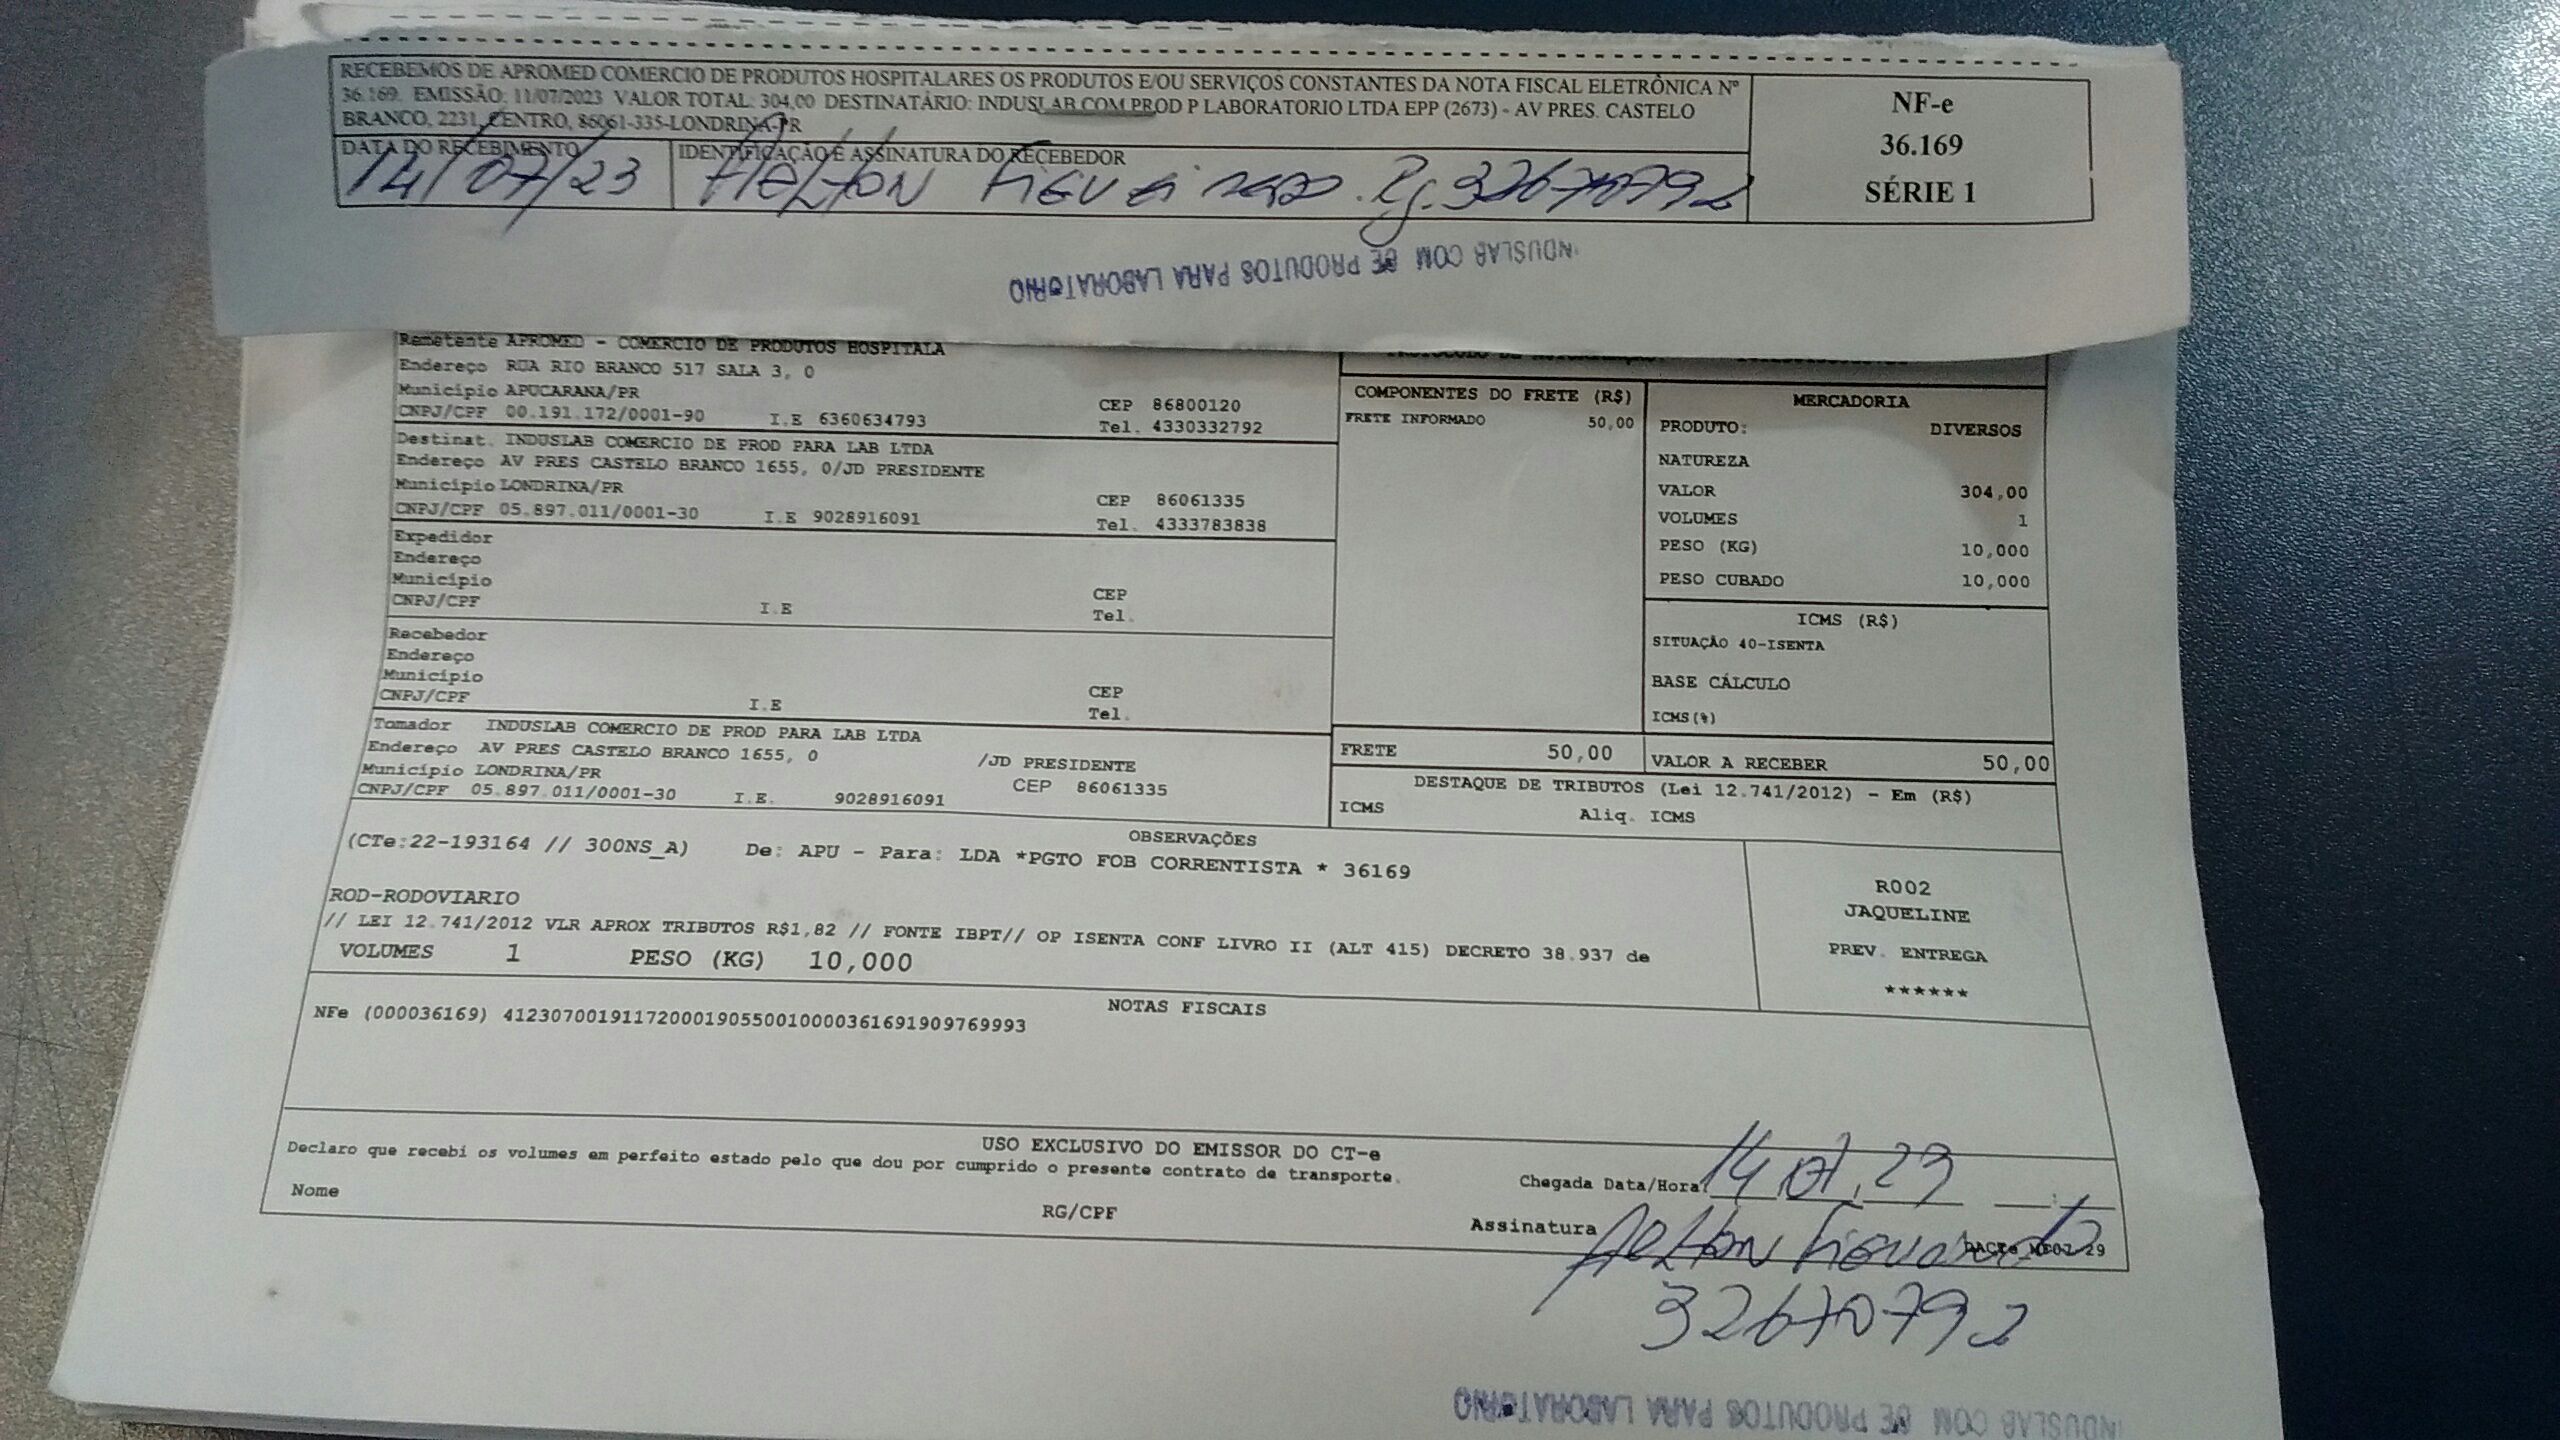 RECEBEMOS DE APROMED COMERCIO DE PRODUTOS HOSPITALARES OS PRODUTOS E/OU SERVIÇOS CONSTANTES DA NOTA FISCAL ELETRÔNICA Nº
36.169. EMISSÃO: 11/07/2023 VALOR TOTAL: 304,00 DESTINATÁRIO: INDUSLAB COM PROD P LABORATORIO LTDA EPP (2673) - AV PRES. CASTELO
BRANCO, 2231, CENTRO, 86061-335-LONDRINA-PR
NF-e
36.169
SÉRIE 1
DATA DO RECEBIMENTO
14/07/23
IDENTIFICAÇÃO E ASSINATURA DO RECEBEDOR
Rg. 32670792
INDUSLAB COM DE PRODUTOS PARA LABORATORIO
Remetente APROMED - COMERCIO DE PRODUTOS HOSPITALA
Endereço RUA RIO BRANCO 517 SALA 3, 0
Município APUCARANA/PR CEP 86800120
CNPJ/CPF 00.191.172/0001-90 I.E 6360634793 Tel. 4330332792
Destinat. INDUSLAB COMERCIO DE PROD PARA LAB LTDA
Endereço AV PRES CASTELO BRANCO 1655, 0/JD PRESIDENTE
Município LONDRINA/PR CEP 86061335
CNPJ/CPF 05.897.011/0001-30 I.E 9028916091 Tel. 4333783838
Expedidor
Endereço
Município CEP
CNPJ/CPF I.E Tel.
Recebedor
Endereço
Município CEP
CNPJ/CPF I.E Tel.
Tomador INDUSLAB COMERCIO DE PROD PARA LAB LTDA
Endereço AV PRES CASTELO BRANCO 1655, 0 /JD PRESIDENTE
Município LONDRINA/PR CEP 86061335
CNPJ/CPF 05.897.011/0001-30 I.E. 9028916091
COMPONENTES DO FRETE (R$)
FRETE INFORMADO 50,00
MERCADORIA
PRODUTO: DIVERSOS
NATUREZA
VALOR 304,00
VOLUMES 1
PESO (KG) 10,000
PESO CUBADO 10,000
ICMS (R$)
SITUAÇÃO 40-ISENTA
BASE CÁLCULO
ICMS(%)
FRETE 50,00 VALOR A RECEBER 50,00
DESTAQUE DE TRIBUTOS (Lei 12.741/2012) - Em (R$)
ICMS Aliq. ICMS
OBSERVAÇÕES
(CTe:22-193164 // 300NS_A) De: APU - Para: LDA *PGTO FOB CORRENTISTA * 36169
ROD-RODOVIARIO
// LEI 12.741/2012 VLR APROX TRIBUTOS R$1,82 // FONTE IBPT// OP ISENTA CONF LIVRO II (ALT 415) DECRETO 38.937 de
VOLUMES 1 PESO (KG) 10,000
R002
JAQUELINE
PREV. ENTREGA
******
NOTAS FISCAIS
NFe (000036169) 41230700191172000190550010000361691909769993
USO EXCLUSIVO DO EMISSOR DO CT-e
Declaro que recebi os volumes em perfeito estado pelo que dou por cumprido o presente contrato de transporte.
Nome RG/CPF
Chegada Data/Hora: 14 07 23
Assinatura
32670792
INDUSLAB COM DE PRODUTOS PARA LABORATORIO